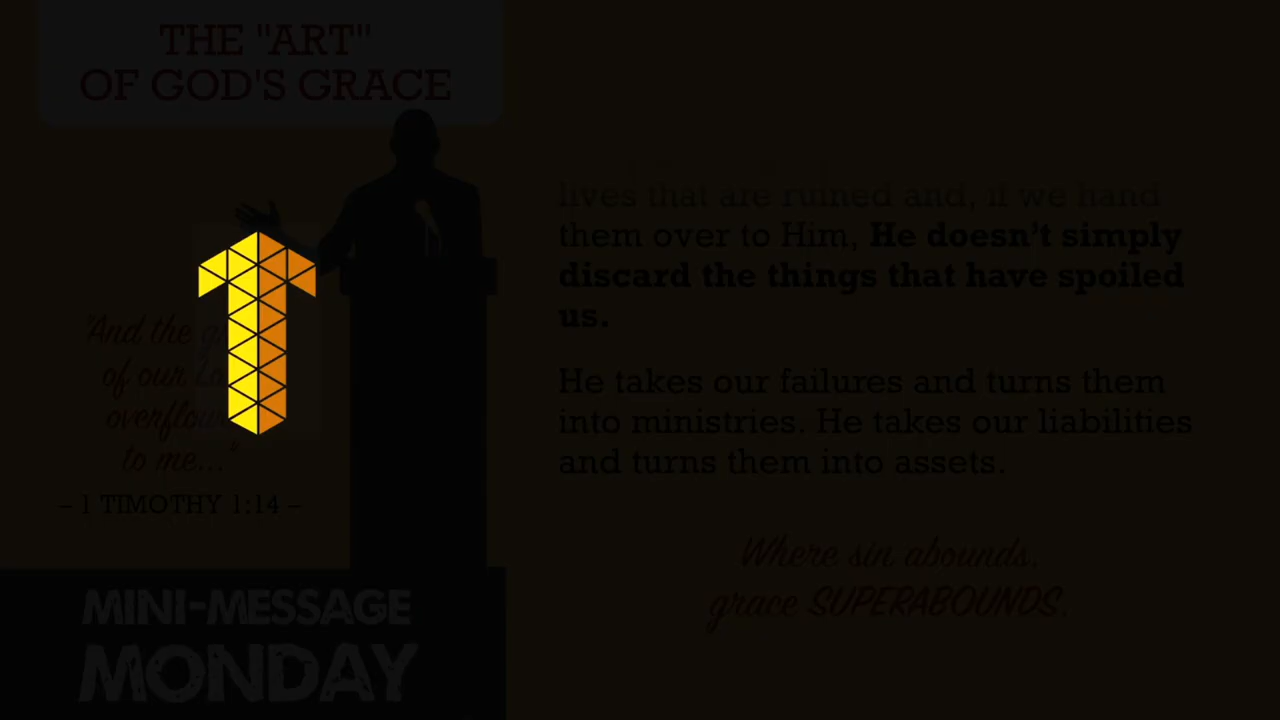 THE "ART"
OF GOD'S GRACE
"And the
of our
overflow
to me..."
– 1 TIMOTHY 1:14 –
MINI-MESSAGE
MONDAY
lives that are ruined and, if we hand
them over to Him, He doesn't simply
discard the things that have spoiled
us.
He takes our failures and turns them
into ministries. He takes our liabilities
and turns them into assets.
Where sin abounds,
grace SUPERABOUNDS.